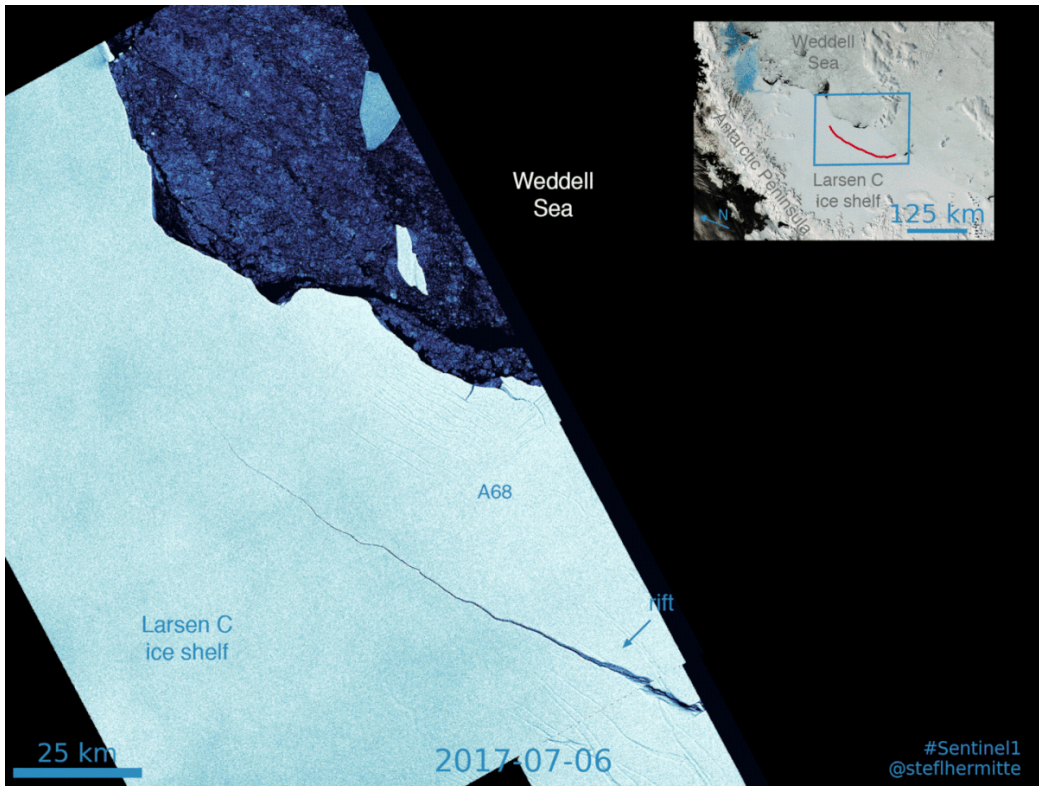 Weddell
Sea
Antarctic Peninsula
Larsen C
ice shelf
125 km
N
Weddell
Sea
A68
rift
Larsen C
ice shelf
25 km
2017-07-06
#Sentinel1
@steflhermitte